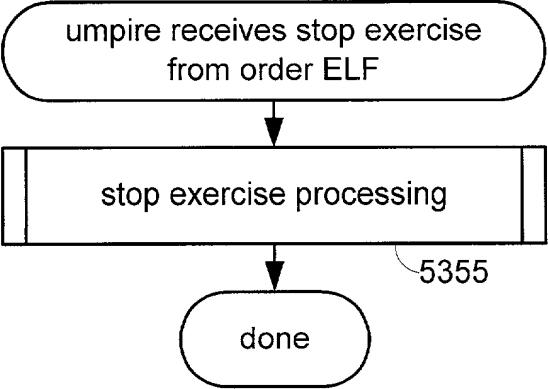 umpire receives stop exercise
from order ELF
stop exercise processing
5355
done